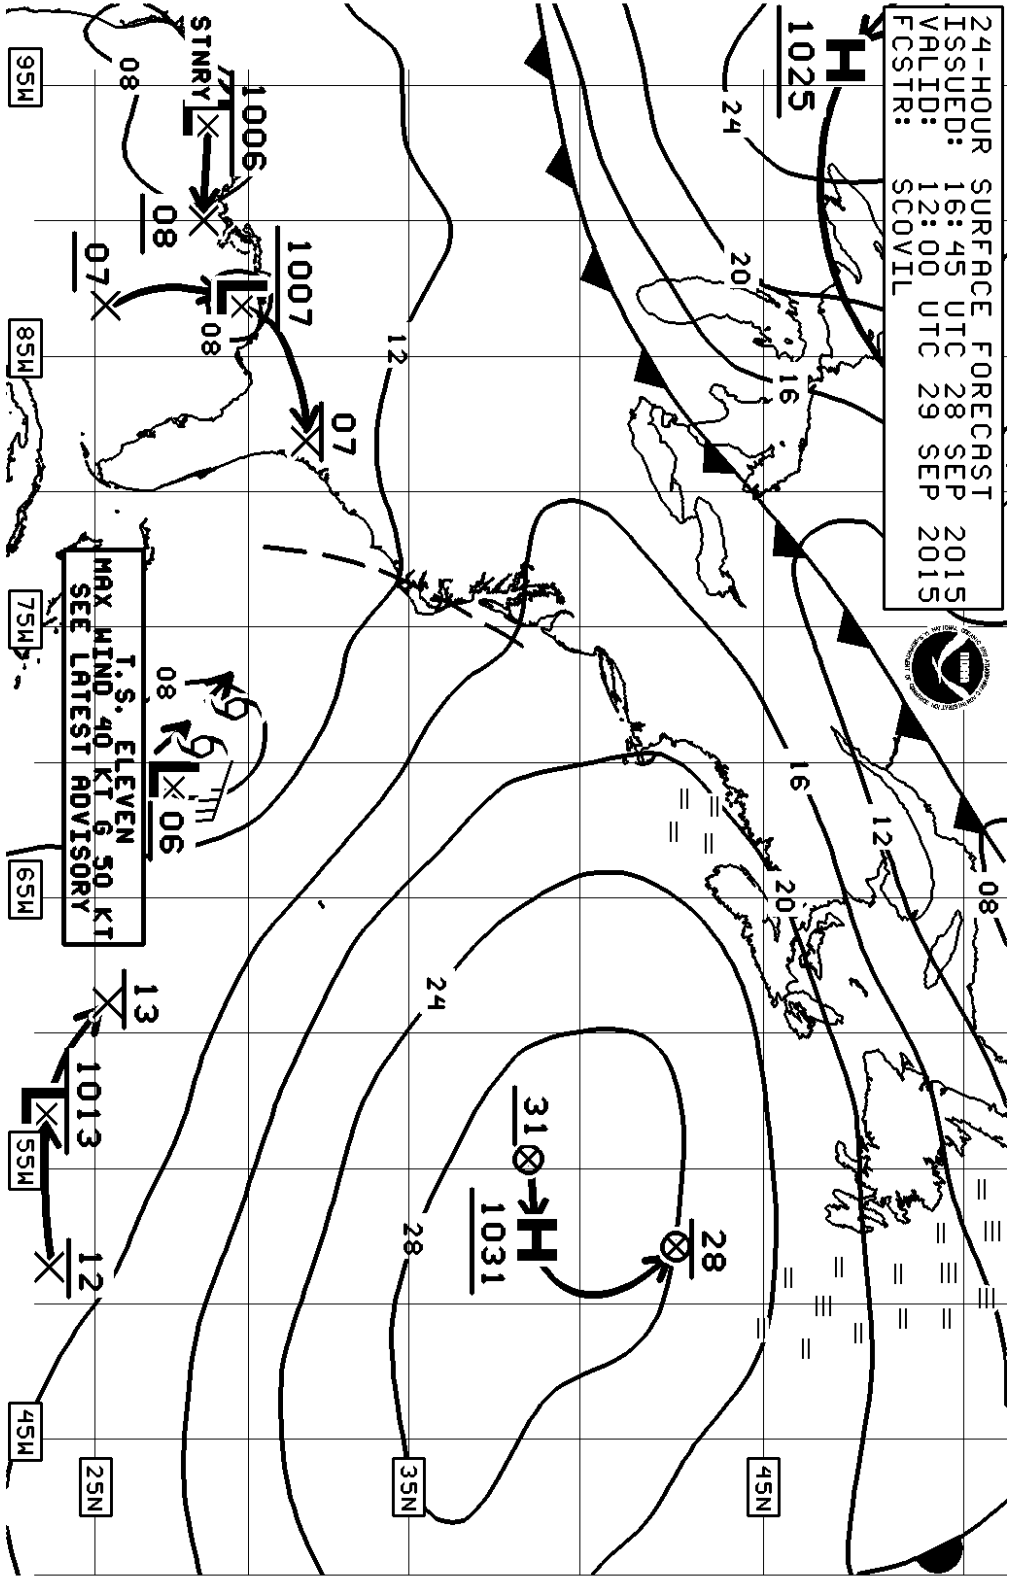 24-HOUR SURFACE FORECAST
ISSUED: 16:45 UTC 28 SEP 2015
VALID: 12:00 UTC 29 SEP 2015
FCSTR: SCOVIL
H
1025
24
20
16
12
08
NOAA
16
12
20
24
28
31
H
1031
28
45N
35N
25N
STNRY
08
1006
L
08
07
1007
L
08
07
12
08
L
06
T.S. ELEVEN
MAX WIND 40 KT G 50 KT
SEE LATEST ADVISORY
13
1013
L
12
95W
85W
75W
65W
55W
45W